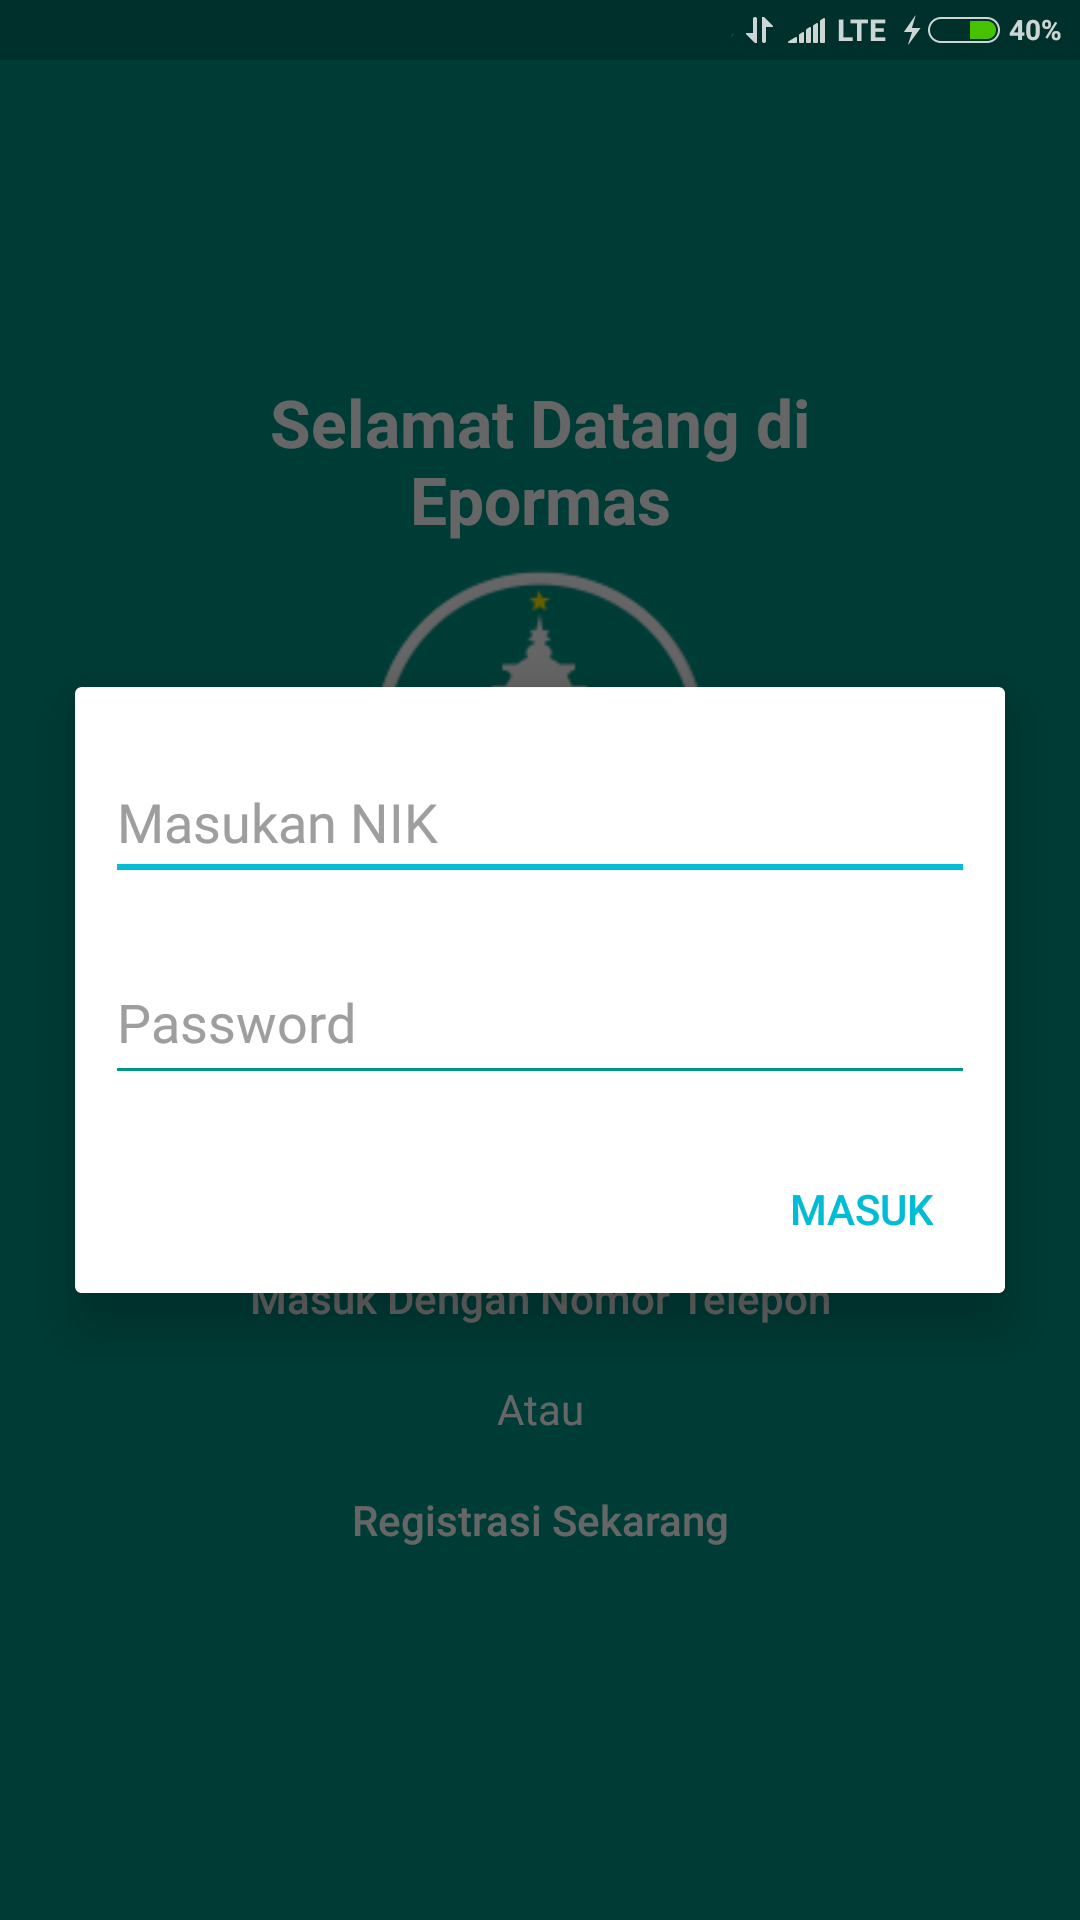 LTE 40%
Selamat Datang di
Epormas
Masukan NIK
Password
MASUK
Masuk Dengan Nomor Telepon
Atau
Registrasi Sekarang